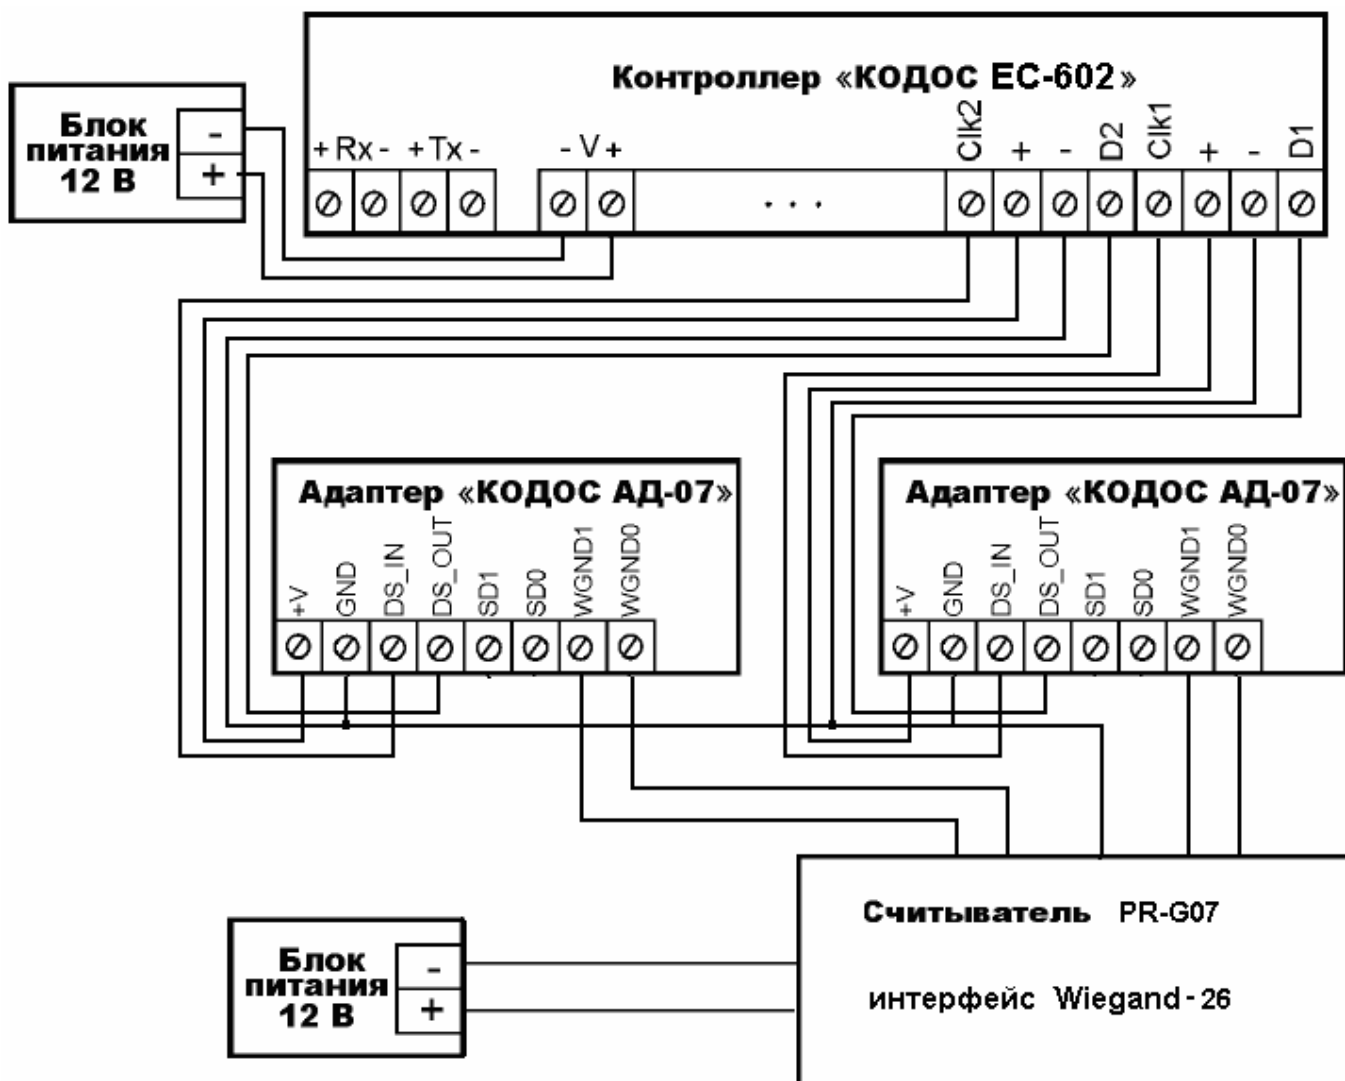 Контроллер «КОДОС ЕС-602»
Блок
питания
12 В
-
+
+ Rx - + Tx -
- V +
Clk2
+
-
D2
Clk1
+
-
D1
. . .
Адаптер «КОДОС АД-07»
+V
GND
DS_IN
DS_OUT
SD1
SD0
WGND1
WGND0
Адаптер «КОДОС АД-07»
+V
GND
DS_IN
DS_OUT
SD1
SD0
WGND1
WGND0
Считыватель PR-G07
интерфейс Wiegand - 26
Блок
питания
12 В
-
+